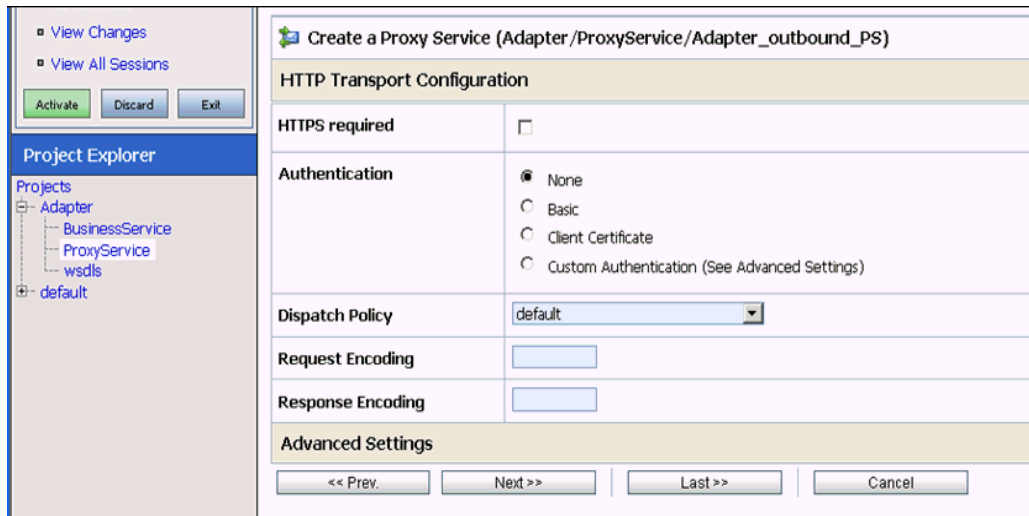 View Changes
View All Sessions
Activate Discard Exit
Project Explorer
Projects
Adapter
BusinessService
ProxyService
wsdls
default
Create a Proxy Service (Adapter/ProxyService/Adapter_outbound_PS)
HTTP Transport Configuration
HTTPS required
Authentication
None
Basic
Client Certificate
Custom Authentication (See Advanced Settings)
Dispatch Policy
default
Request Encoding
Response Encoding
Advanced Settings
<< Prev. Next >> Last >> Cancel